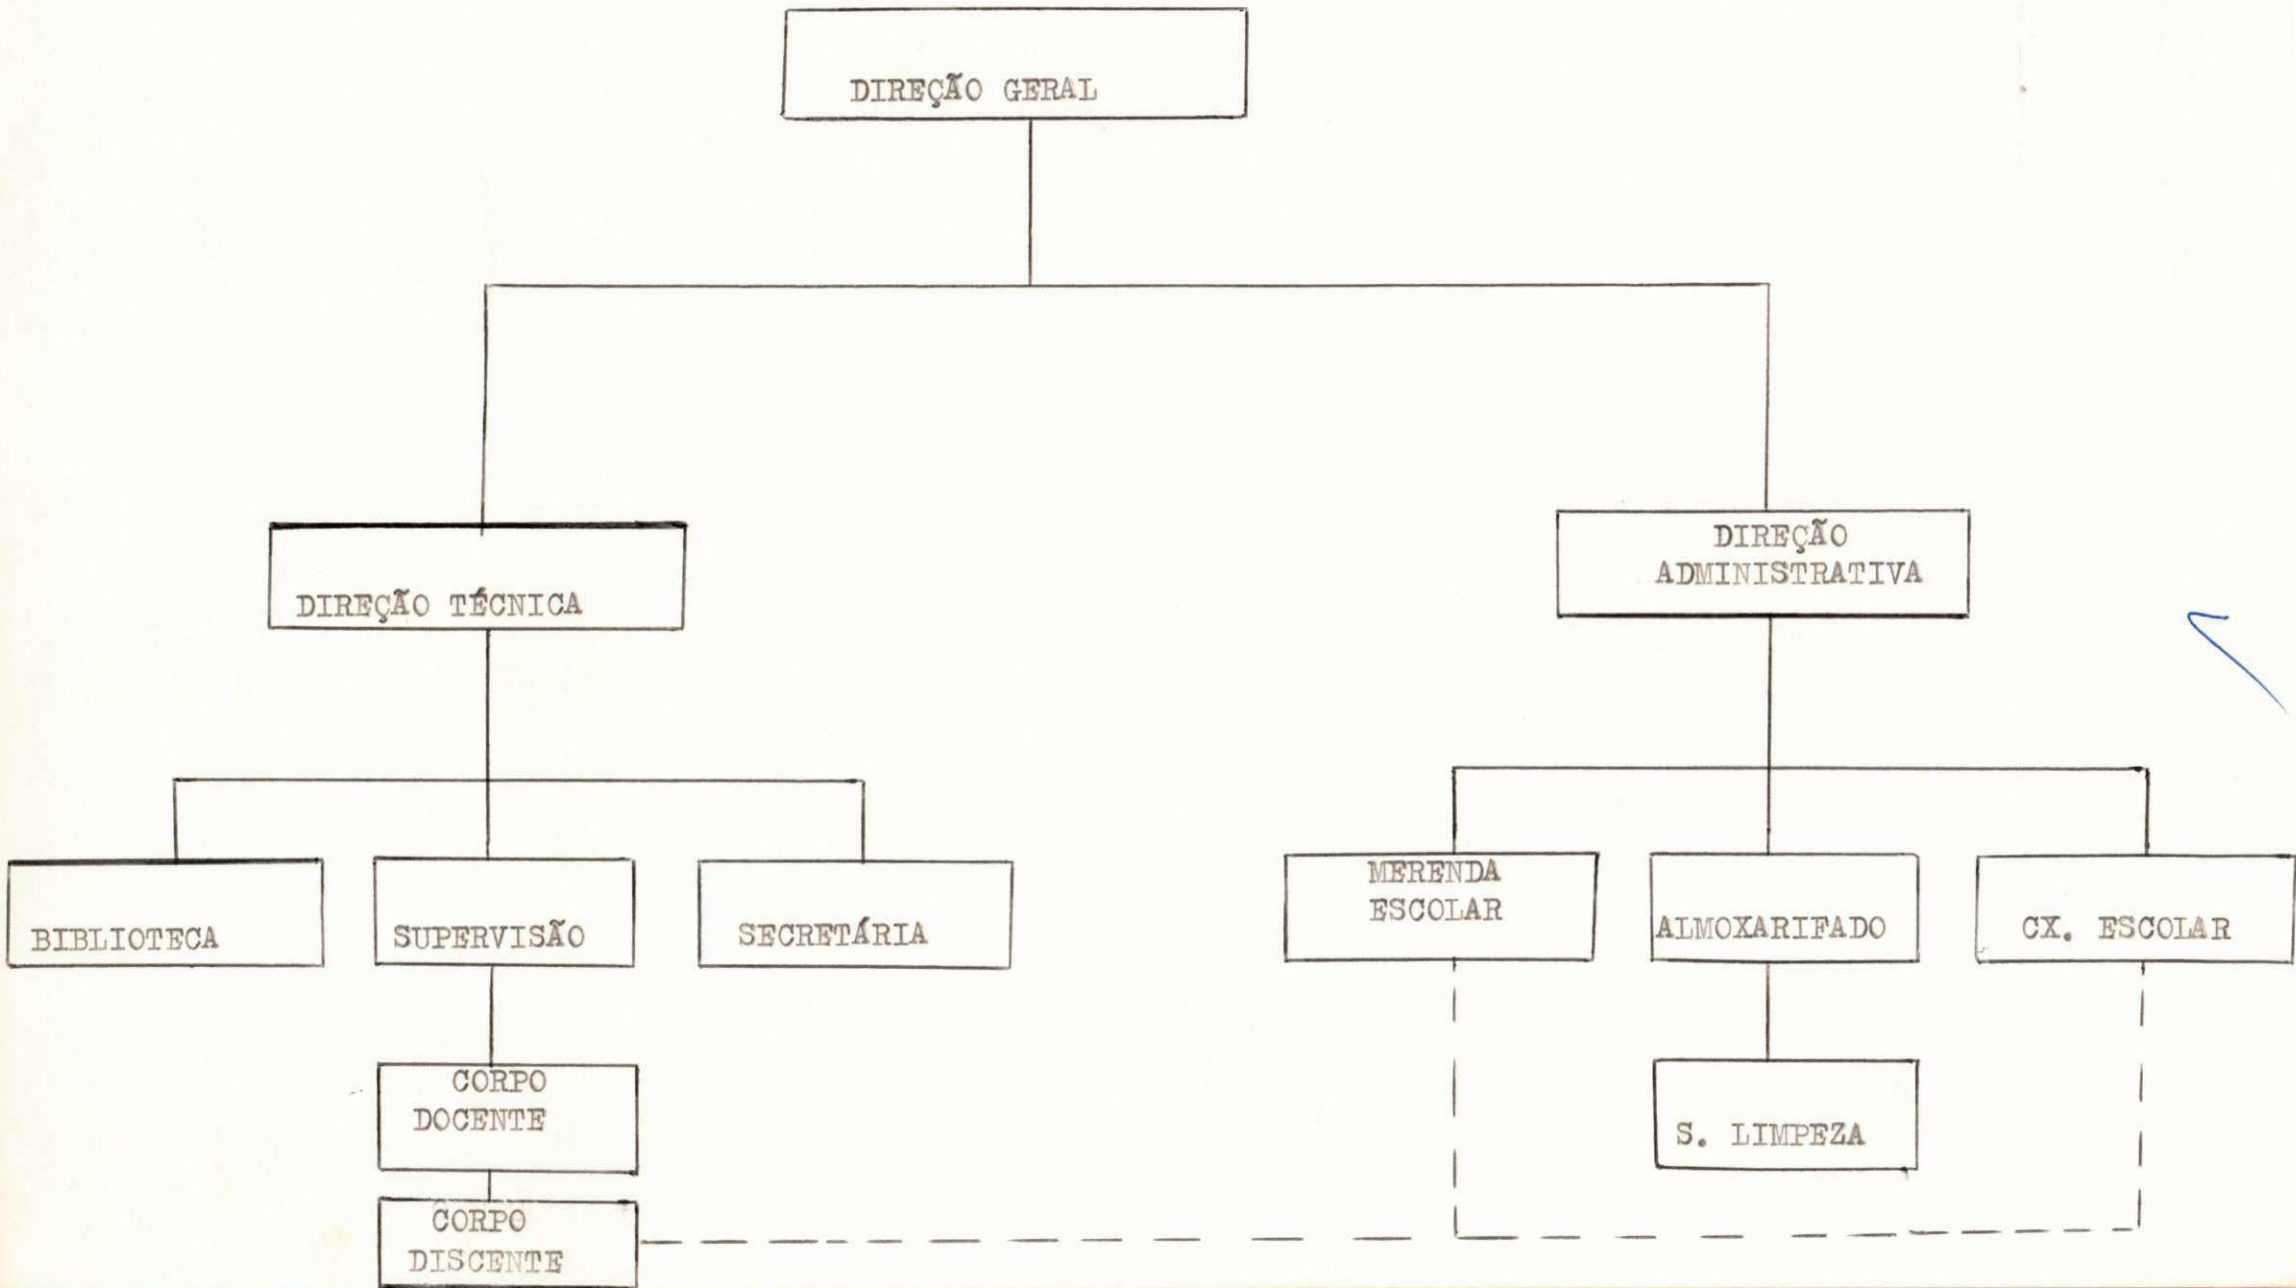 DIREÇÃO GERAL
DIREÇÃO TÉCNICA
DIREÇÃO
ADMINISTRATIVA
BIBLIOTECA
SUPERVISÃO
SECRETÁRIA
MERENDA
ESCOLAR
ALMOXARIFADO
CX. ESCOLAR
CORPO
DOCENTE
S. LIMPEZA
CORPO
DISCENTE